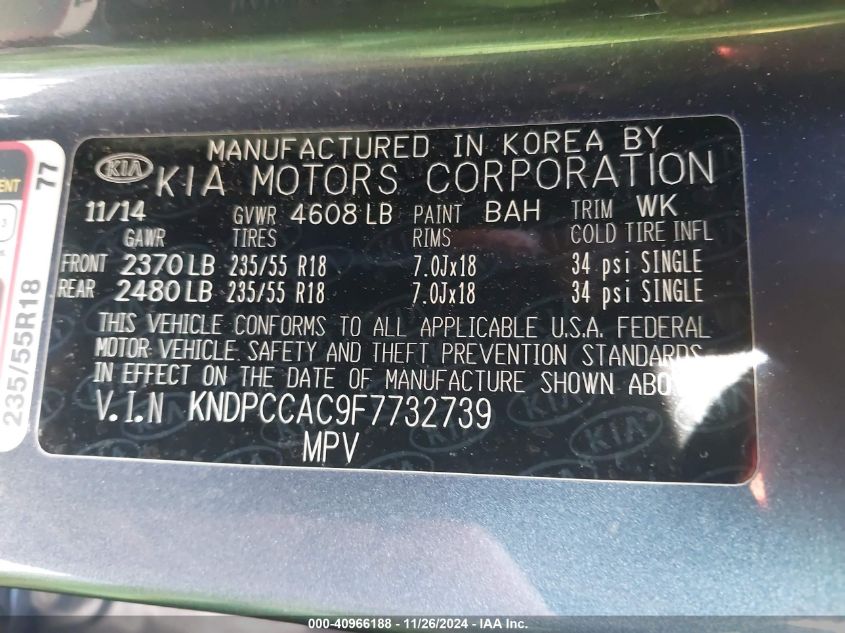 MANUFACTURED IN KOREA BY
KIA KIA MOTORS CORPORATION
11/14 GVWR 4608 LB PAINT BAH TRIM WK
GAWR TIRES RIMS COLD TIRE INFL
FRONT 2370 LB 235/55 R18 7.0Jx18 34 psi SINGLE
REAR 2480 LB 235/55 R18 7.0Jx18 34 psi SINGLE
THIS VEHICLE CONFORMS TO ALL APPLICABLE U.S.A. FEDERAL
MOTOR VEHICLE SAFETY AND THEFT PREVENTION STANDARDS
IN EFFECT ON THE DATE OF MANUFACTURE SHOWN
V.I.N KNDPCCAC9F7732739
MPV
77
235/55R18
000-40966188 - 11/26/2024 - IAA Inc.